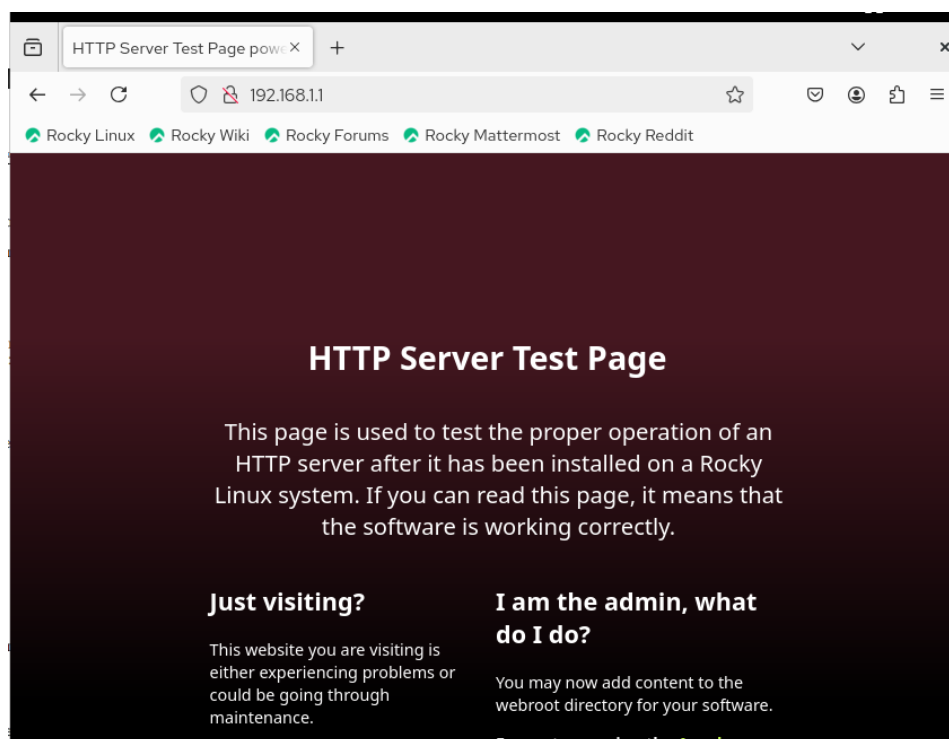 HTTP Server Test Page powe
192.168.1.1
Rocky Linux Rocky Wiki Rocky Forums Rocky Mattermost Rocky Reddit
HTTP Server Test Page
This page is used to test the proper operation of an
HTTP server after it has been installed on a Rocky
Linux system. If you can read this page, it means that
the software is working correctly.
Just visiting?
This website you are visiting is
either experiencing problems or
could be going through
maintenance.
I am the admin, what
do I do?
You may now add content to the
webroot directory for your software.